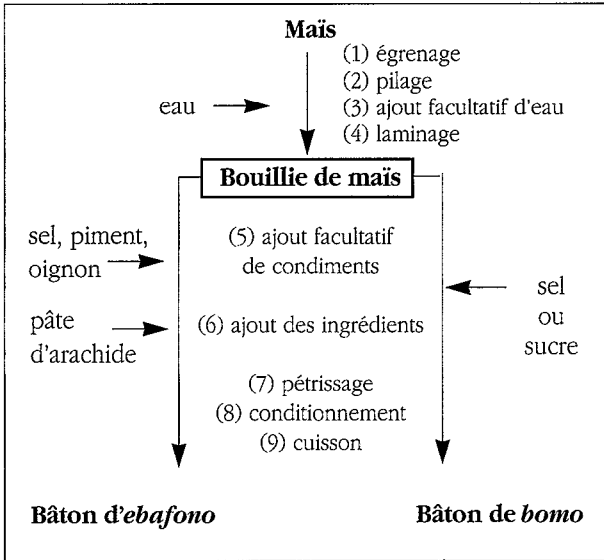 Maïs
(1) égrenage
(2) pilage
eau
(3) ajout facultatif d'eau
(4) laminage
Bouillie de maïs
sel, piment,
oignon
(5) ajout facultatif
de condiments
sel
ou
sucre
pâte
d'arachide
(6) ajout des ingrédients
(7) pétrissage
(8) conditionnement
(9) cuisson
Bâton d'ebafono
Bâton de bomo